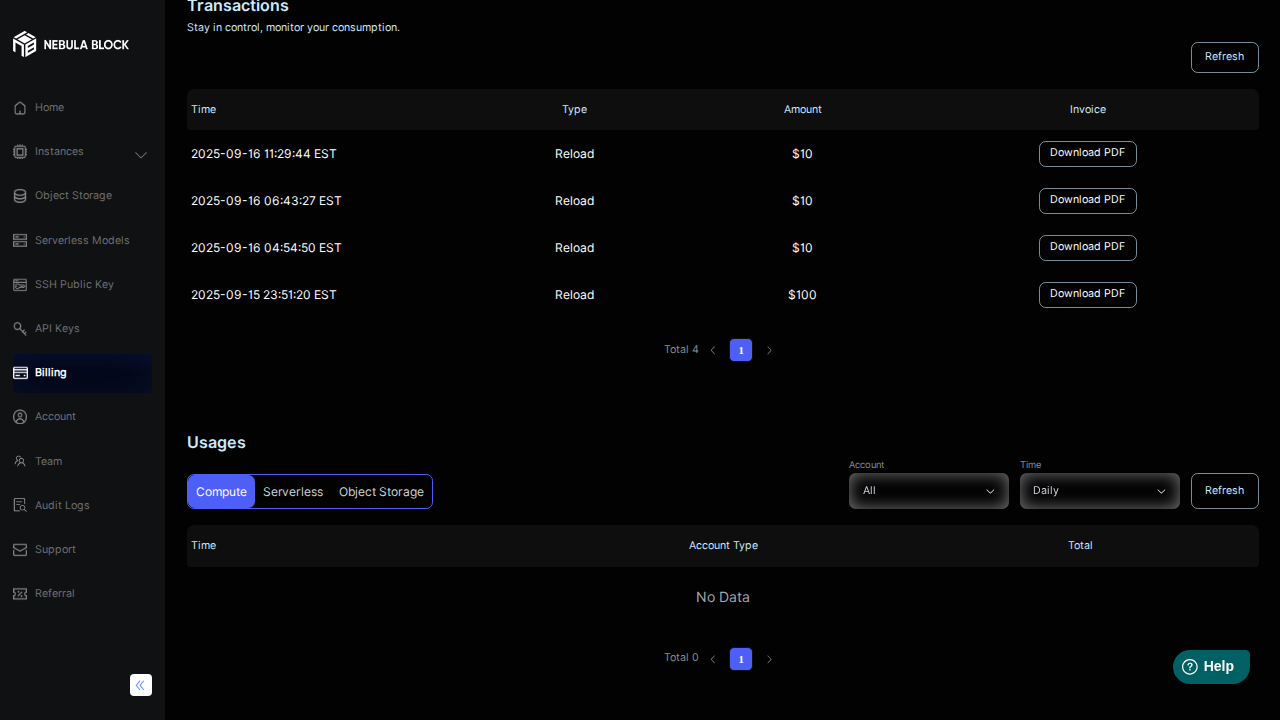 NEBULA BLOCK
Home
Instances
Object Storage
Serverless Models
SSH Public Key
API Keys
Billing
Account
Team
Audit Logs
Support
Referral
Transactions
Stay in control, monitor your consumption.
Refresh
Time Type Amount Invoice
2025-09-16 11:29:44 EST Reload $10 Download PDF
2025-09-16 06:43:27 EST Reload $10 Download PDF
2025-09-16 04:54:50 EST Reload $10 Download PDF
2025-09-15 23:51:20 EST Reload $100 Download PDF
Total 4 1
Usages
Account Time
Compute Serverless Object Storage All Daily Refresh
Time Account Type Total
No Data
Total 0 1
Help